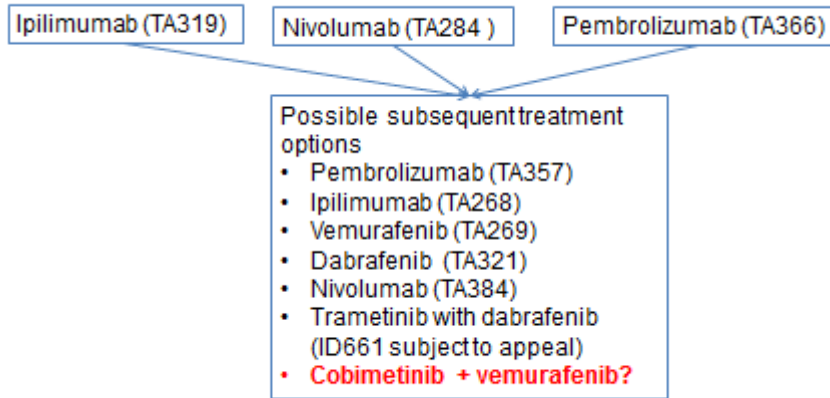 Ipilimumab (TA319)
Nivolumab (TA284 )
Pembrolizumab (TA366)
Possible subsequent treatment
options
• Pembrolizumab (TA357)
• Ipilimumab (TA268)
• Vemurafenib (TA269)
• Dabrafenib (TA321)
• Nivolumab (TA384)
• Trametinib with dabrafenib
(ID661 subject to appeal)
• Cobimetinib + vemurafenib?